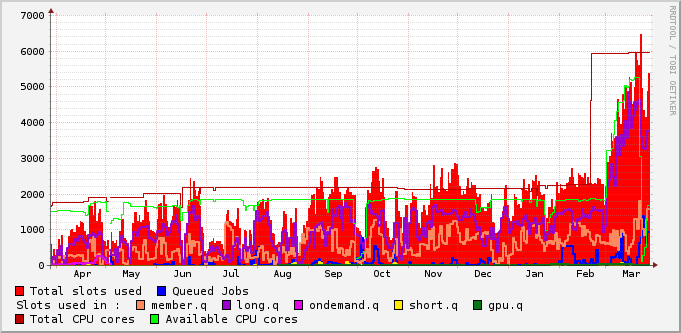 7000
6000
5000
4000
3000
2000
1000
0
Apr May Jun Jul Aug Sep Oct Nov Dec Jan Feb Mar
RRDTOOL / TOBI OETIKER
Total slots used Queued Jobs
Slots used in : member.q long.q ondemand.q short.q gpu.q
Total CPU cores Available CPU cores